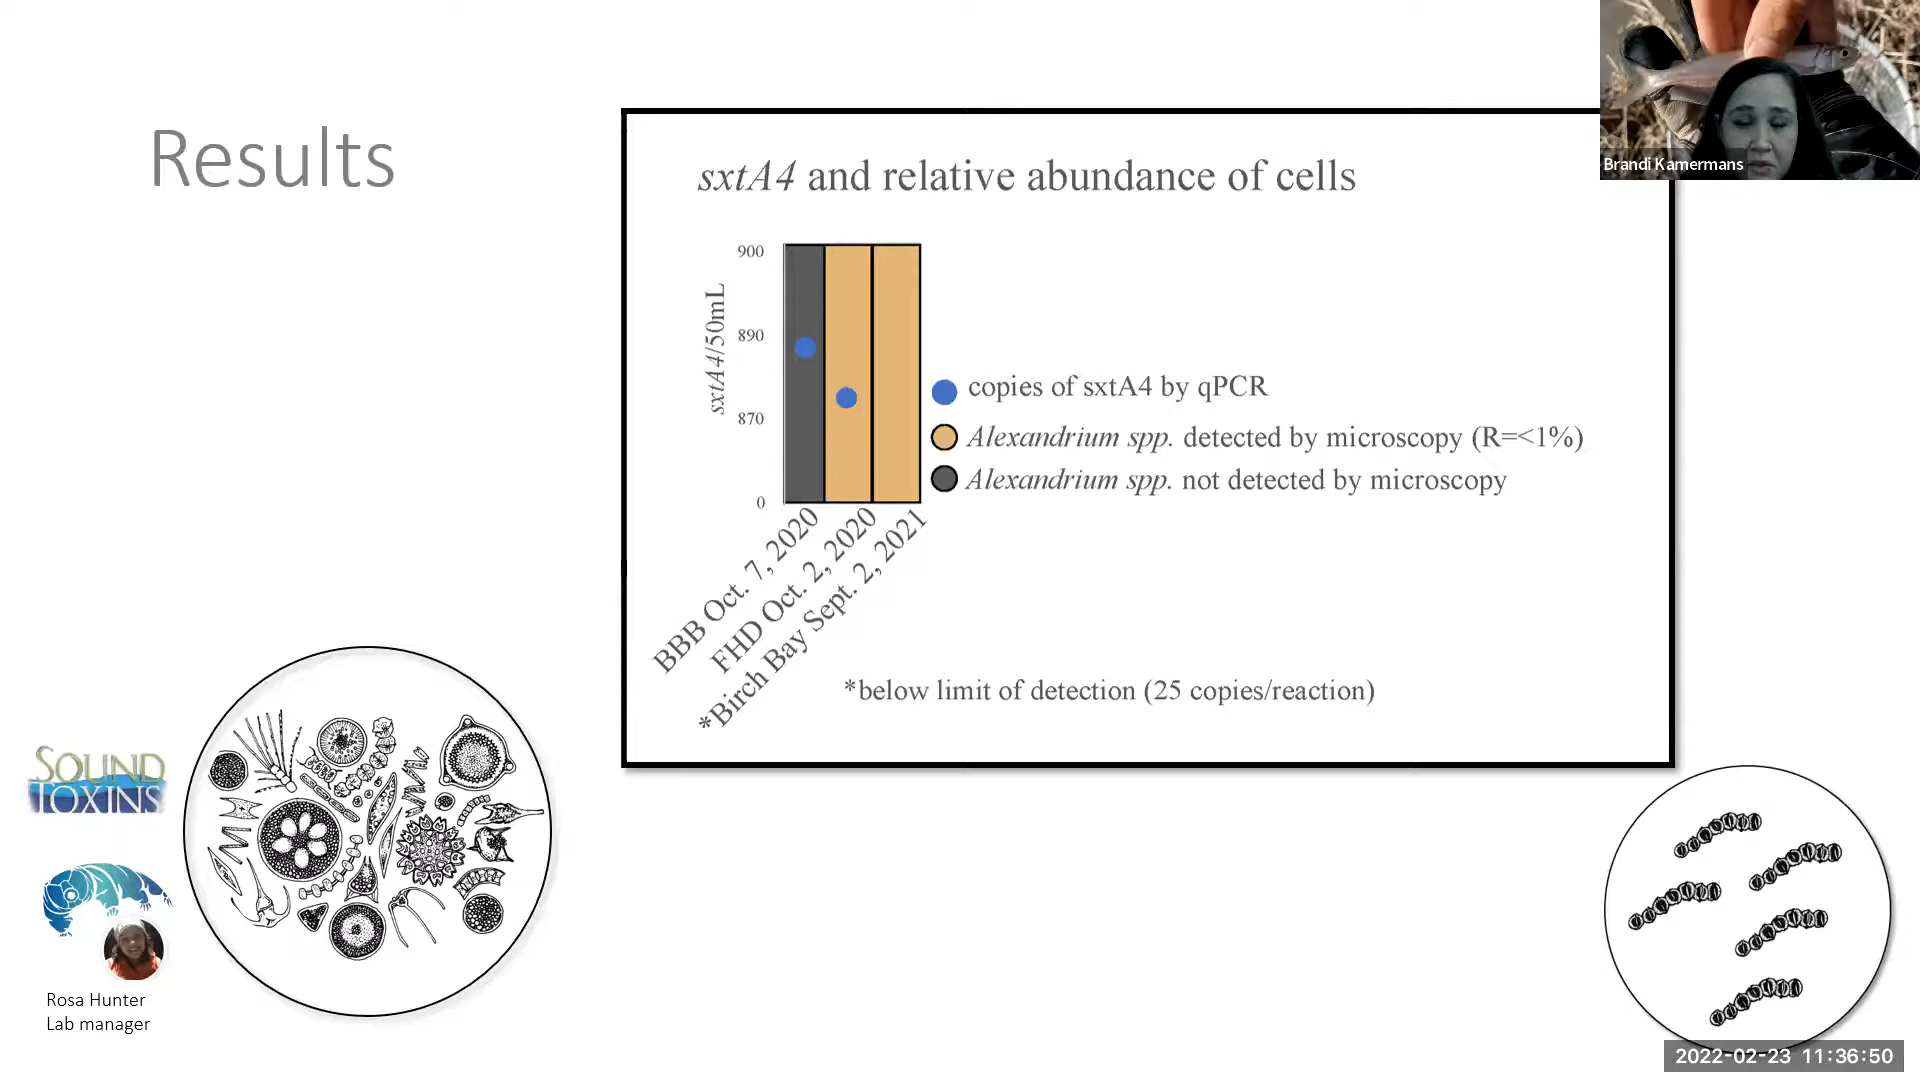 Results
Brandi Kamermans
sxtA4 and relative abundance of cells
900
890
870
0
sxtA4/50mL
copies of sxtA4 by qPCR
Alexandrium spp. detected by microscopy (R=<1%)
Alexandrium spp. not detected by microscopy
BBB Oct. 7, 2020
FHD Oct. 2, 2020
*Birch Bay Sept. 2, 2021
*below limit of detection (25 copies/reaction)
SOUND
TOXINS
Rosa Hunter
Lab manager
2022-02-23 11:36:50